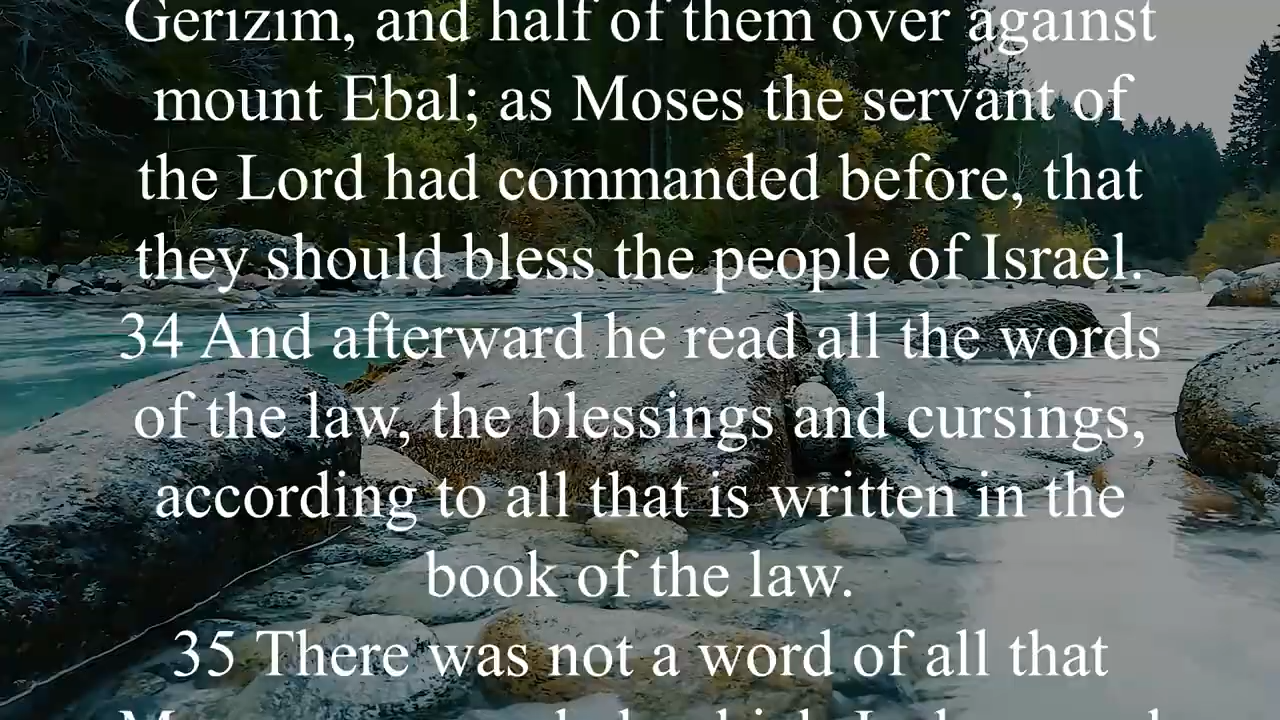 Gerizim, and half of them over against
mount Ebal; as Moses the servant of
the Lord had commanded before, that
they should bless the people of Israel.
34 And afterward he read all the words
of the law, the blessings and cursings,
according to all that is written in the
book of the law.
35 There was not a word of all that